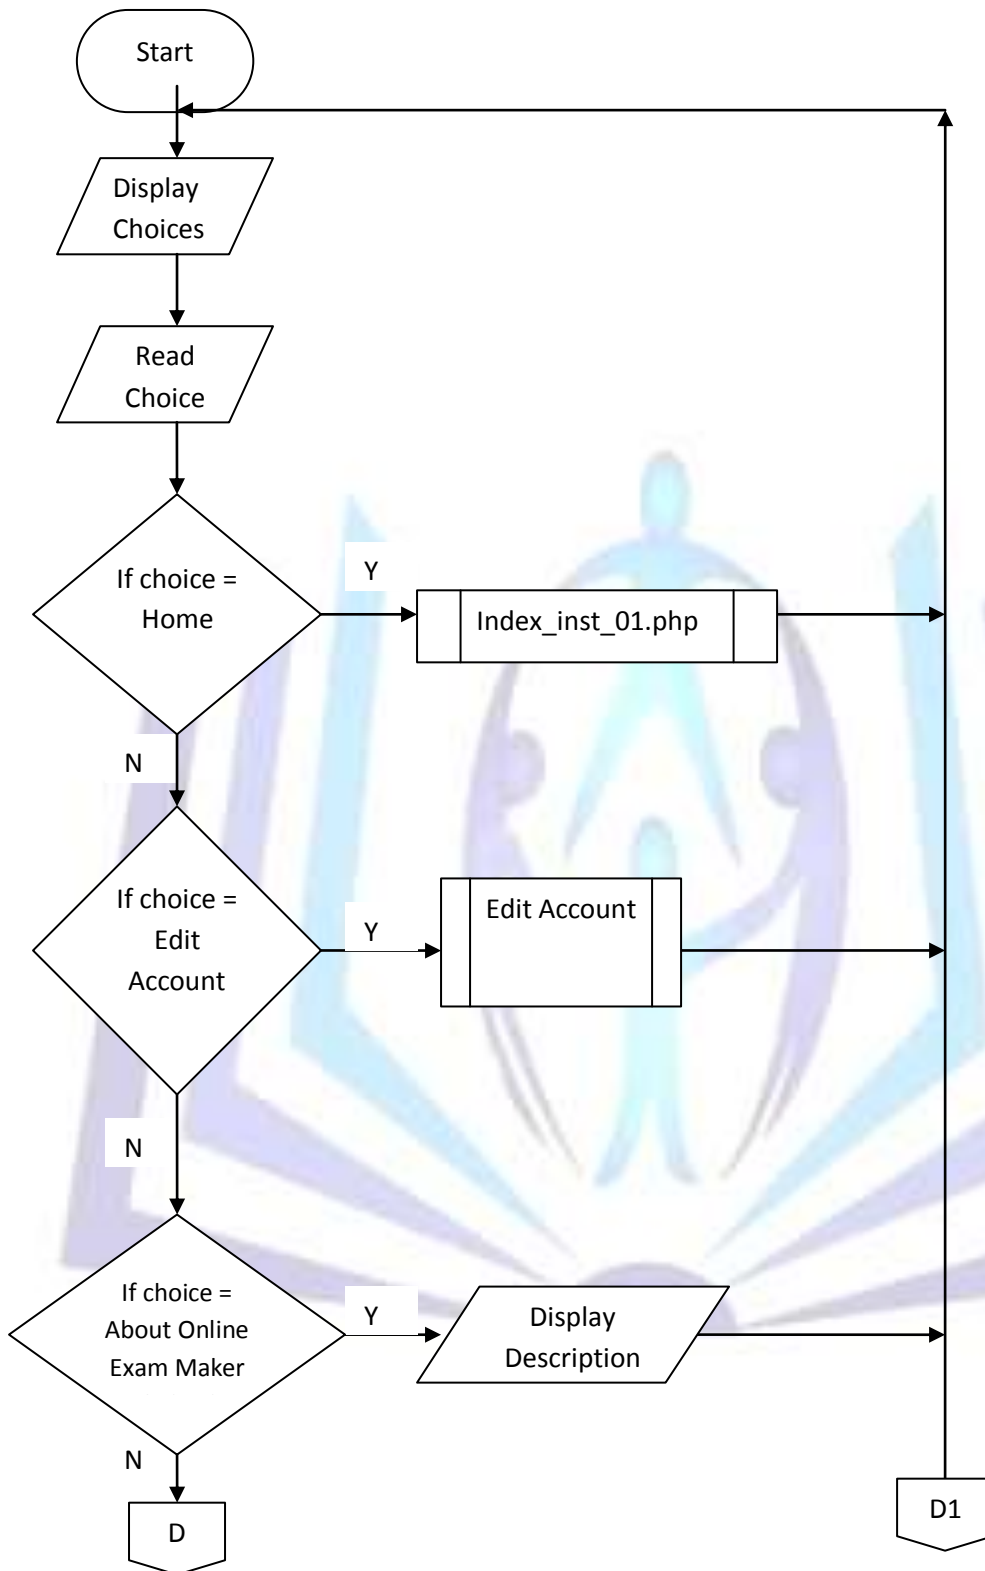 Start
Display
Choices
Read
Choice
If choice =
Home
Y
Index_inst_01.php
N
If choice =
Edit
Account
Y
Edit Account
N
If choice =
About Online
Exam Maker
Y
Display
Description
N
D
D1